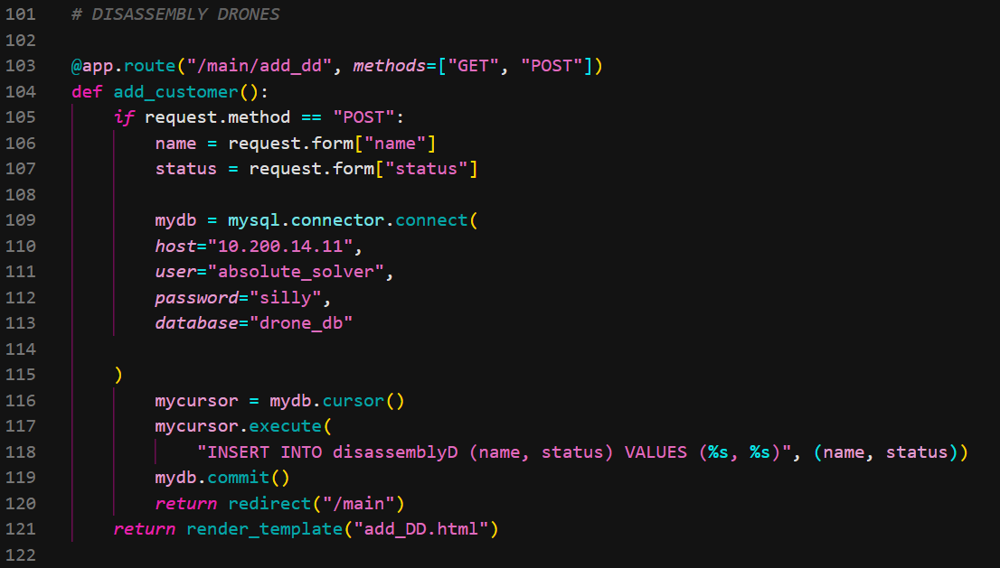 101 # DISASSEMBLY DRONES
102
103 @app.route("/main/add_dd", methods=["GET", "POST"])
104 def add_customer():
105     if request.method == "POST":
106         name = request.form["name"]
107         status = request.form["status"]
108
109         mydb = mysql.connector.connect(
110         host="10.200.14.11",
111         user="absolute_solver",
112         password="silly",
113         database="drone_db"
114
115     )
116         mycursor = mydb.cursor()
117         mycursor.execute(
118             "INSERT INTO disassemblyD (name, status) VALUES (%s, %s)", (name, status))
119         mydb.commit()
120         return redirect("/main")
121     return render_template("add_DD.html")
122